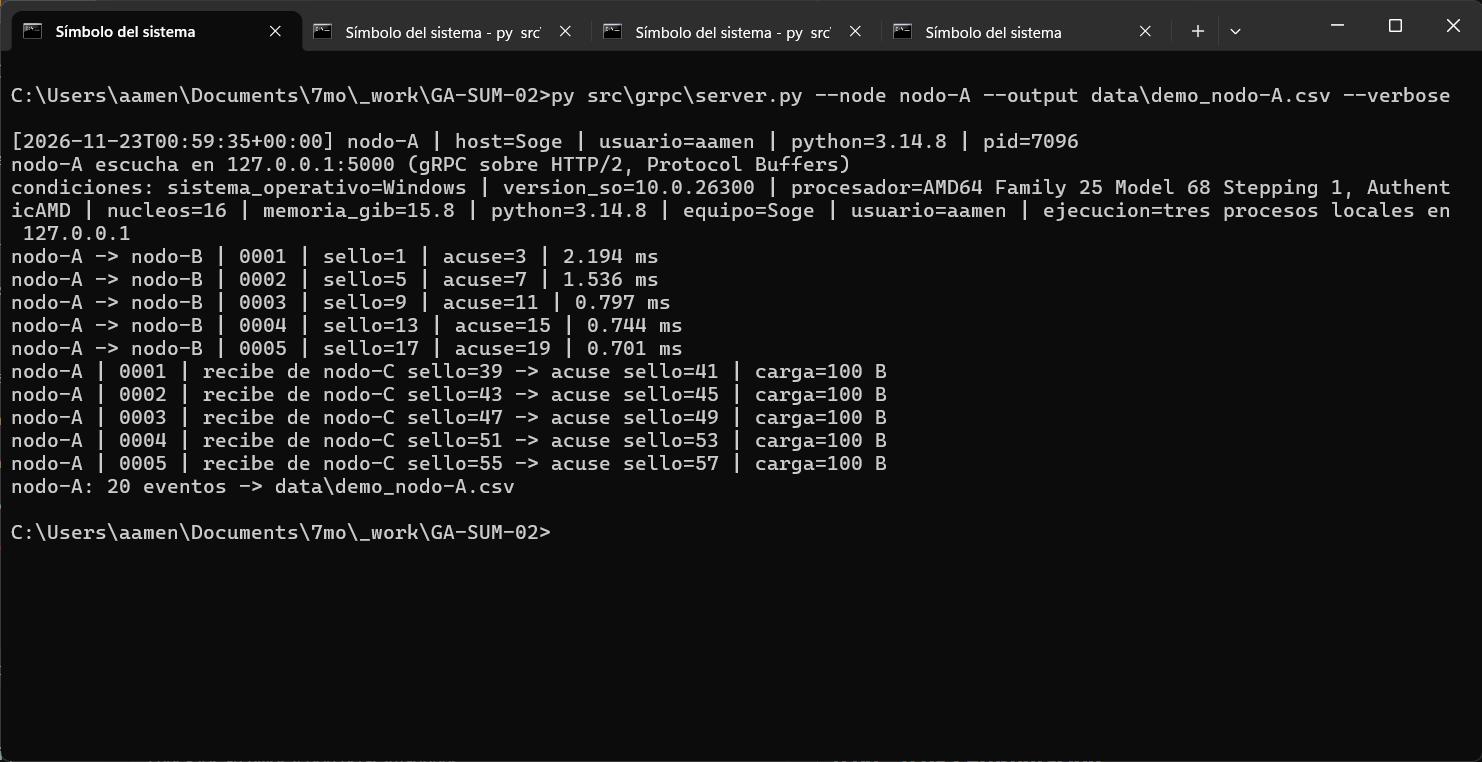 Símbolo del sistema
Símbolo del sistema - py src\
Símbolo del sistema - py src\
Símbolo del sistema
C:\Users\aamen\Documents\7mo\_work\GA-SUM-02>py src\grpc\server.py --node nodo-A --output data\demo_nodo-A.csv --verbose
[2026-11-23T00:59:35+00:00] nodo-A | host=Soge | usuario=aamen | python=3.14.8 | pid=7096
nodo-A escucha en 127.0.0.1:5000 (gRPC sobre HTTP/2, Protocol Buffers)
condiciones: sistema_operativo=Windows | version_so=10.0.26300 | procesador=AMD64 Family 25 Model 68 Stepping 1, Authent
icAMD | nucleos=16 | memoria_gib=15.8 | python=3.14.8 | equipo=Soge | usuario=aamen | ejecucion=tres procesos locales en
127.0.0.1
nodo-A -> nodo-B | 0001 | sello=1 | acuse=3 | 2.194 ms
nodo-A -> nodo-B | 0002 | sello=5 | acuse=7 | 1.536 ms
nodo-A -> nodo-B | 0003 | sello=9 | acuse=11 | 0.797 ms
nodo-A -> nodo-B | 0004 | sello=13 | acuse=15 | 0.744 ms
nodo-A -> nodo-B | 0005 | sello=17 | acuse=19 | 0.701 ms
nodo-A | 0001 | recibe de nodo-C sello=39 -> acuse sello=41 | carga=100 B
nodo-A | 0002 | recibe de nodo-C sello=43 -> acuse sello=45 | carga=100 B
nodo-A | 0003 | recibe de nodo-C sello=47 -> acuse sello=49 | carga=100 B
nodo-A | 0004 | recibe de nodo-C sello=51 -> acuse sello=53 | carga=100 B
nodo-A | 0005 | recibe de nodo-C sello=55 -> acuse sello=57 | carga=100 B
nodo-A: 20 eventos -> data\demo_nodo-A.csv
C:\Users\aamen\Documents\7mo\_work\GA-SUM-02>